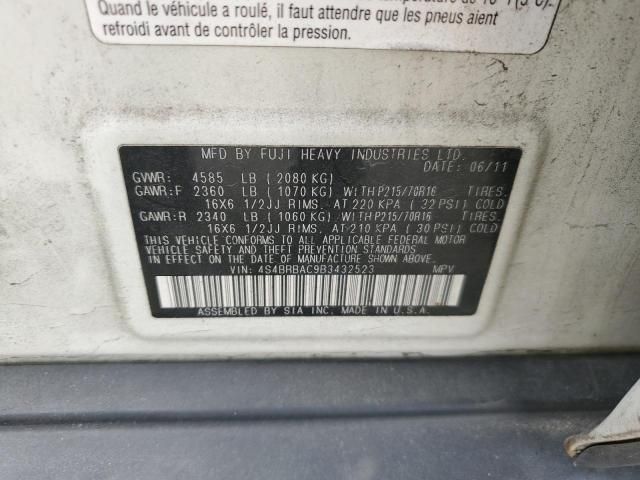 Quand le véhicule a roulé, il faut attendre que les pneus aient
refroidi avant de contrôler la pression.
MFD BY FUJI HEAVY INDUSTRIES LTD.
DATE: 06/11
GVWR: 4585 LB (2080 KG)
GAWR:F 2360 LB (1070 KG) WITH P215/70R16 TIRES.
16X6 1/2JJ RIMS. AT 220 KPA (32 PSI) COLD
GAWR:R 2340 LB (1060 KG) WITH P215/70R16 TIRES.
16X6 1/2JJ RIMS. AT 210 KPA (30 PSI) COLD
THIS VEHICLE CONFORMS TO ALL APPLICABLE FEDERAL MOTOR
VEHICLE SAFETY AND THEFT PREVENTION STANDARDS
IN EFFECT ON THE DATE OF MANUFACTURE SHOWN ABOVE.
VIN: 4S4BRBAC9B3432523 MPV
ASSEMBLED BY SIA INC. MADE IN U.S.A.